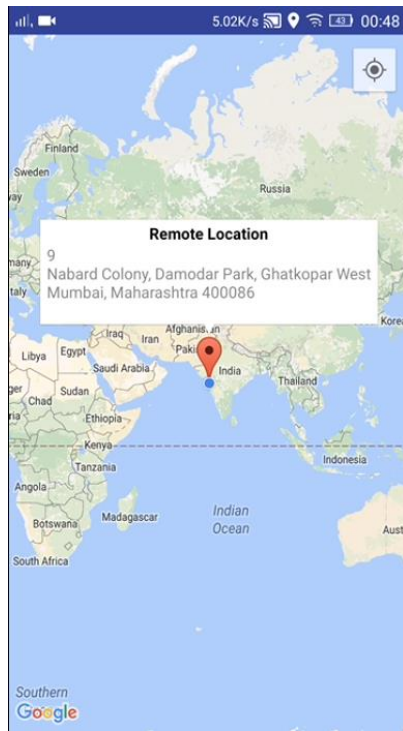 5.02K/s 43 00:48
Finland
Sweden
Russia
Remote Location
9
Nabard Colony, Damodar Park, Ghatkopar West
Mumbai, Maharashtra 400086
Iraq
Iran
Libya
Egypt
Saudi Arabia
India
Thailand
Chad
Sudan
Ethiopia
Kenya
Indonesia
Tanzania
Angola
Botswana
Madagascar
Indian
Ocean
South Africa
Southern
Google